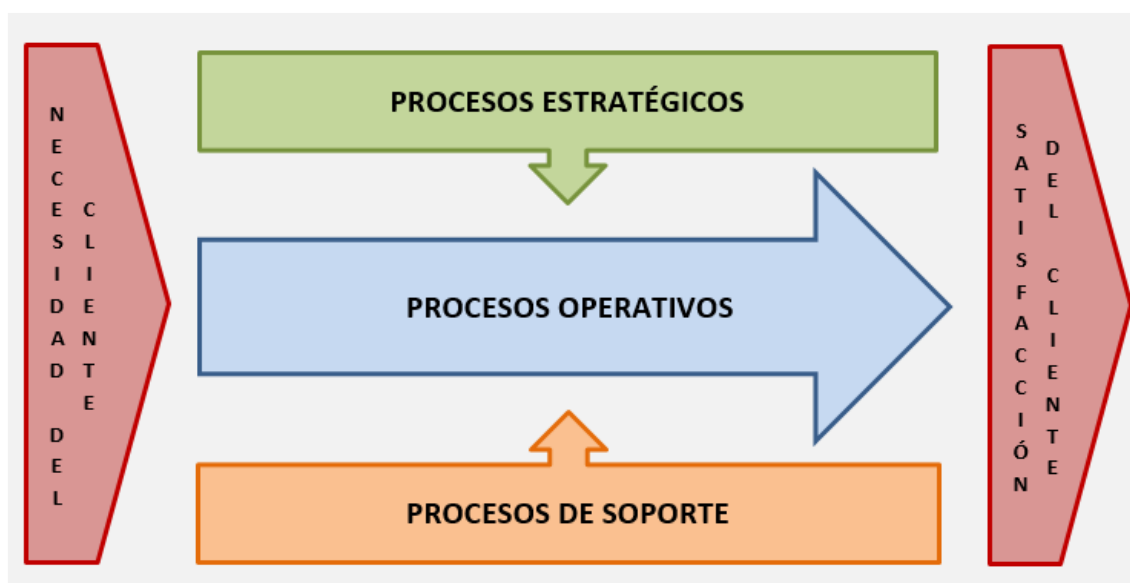 NECESIDAD DEL
CLIENTE
PROCESOS ESTRATÉGICOS
PROCESOS OPERATIVOS
PROCESOS DE SOPORTE
SATISFACCIÓN
DEL CLIENTE